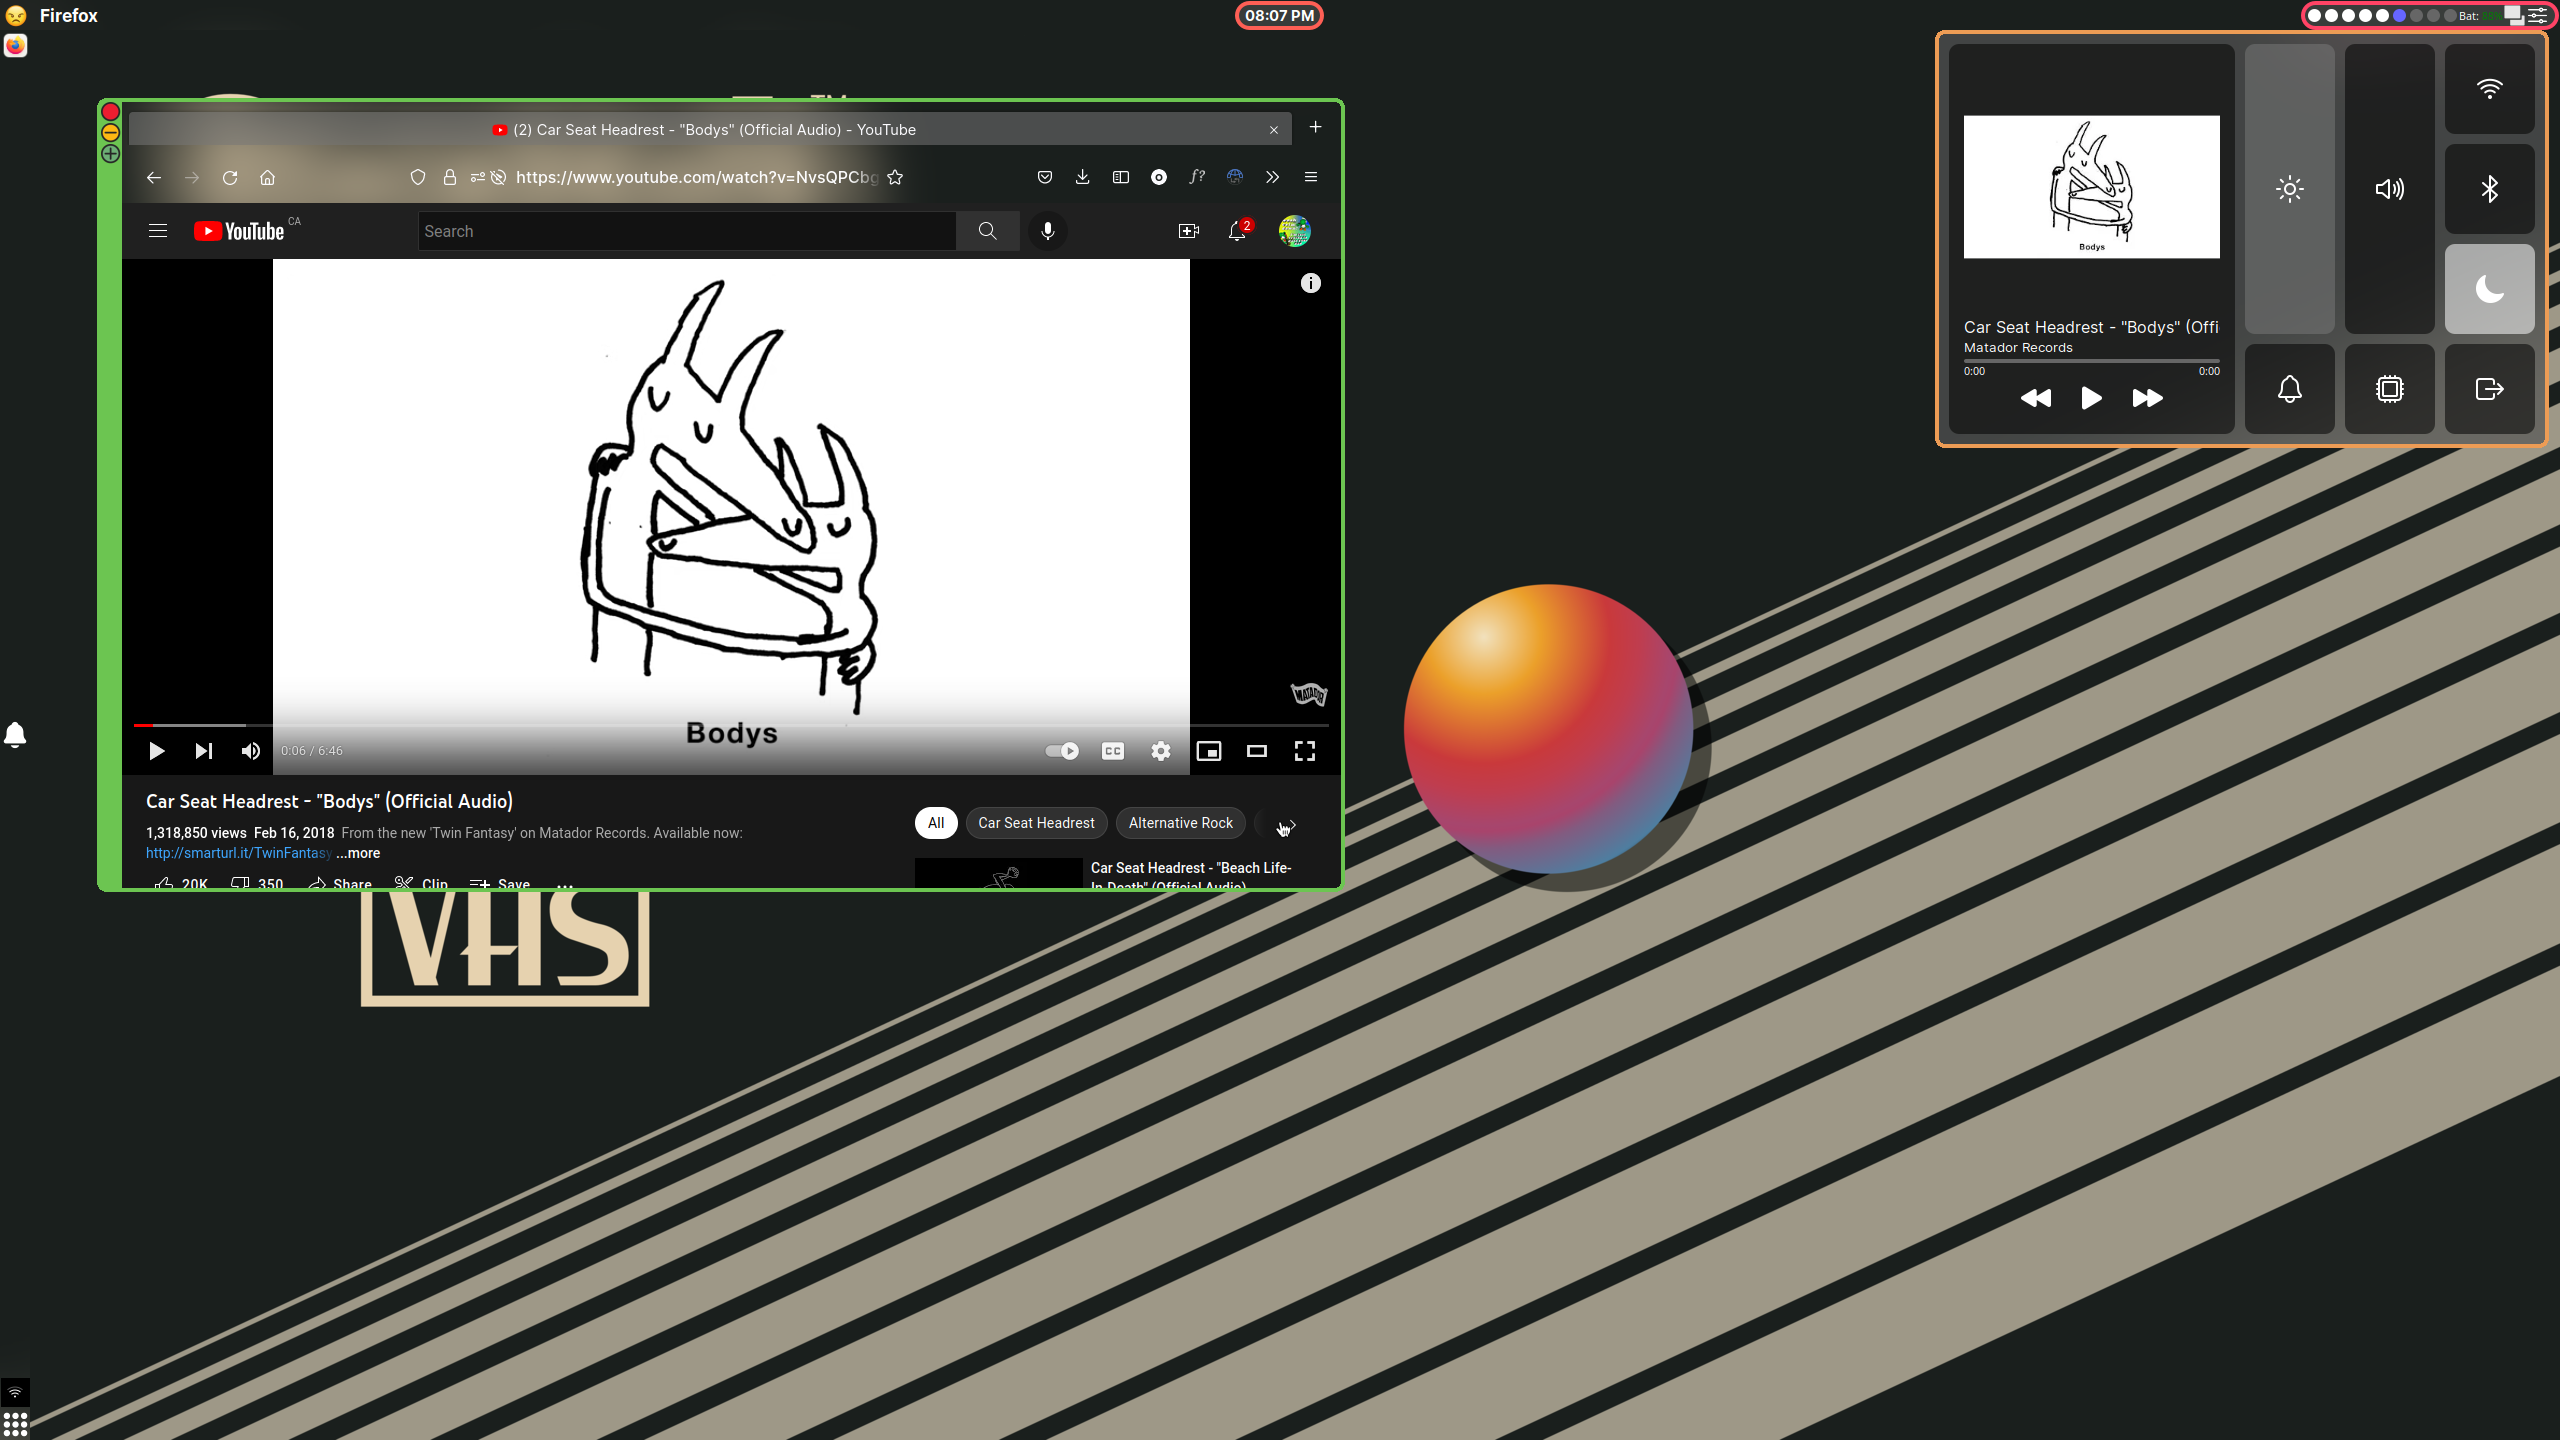 Firefox
08:07 PM
Bat:
TM
(2) Car Seat Headrest - "Bodys" (Official Audio) - YouTube
https://www.youtube.com/watch?v=NvsQPCbg
YouTube CA
Search
2
Bodys
MATADOR
0:06 / 6:46
CC
Car Seat Headrest - "Bodys" (Official Audio)
1,318,850 views Feb 16, 2018 From the new 'Twin Fantasy' on Matador Records. Available now:
http://smarturl.it/TwinFantasy ...more
20K 350 Share Clip Save ...
All Car Seat Headrest Alternative Rock
Car Seat Headrest - "Beach Life-
In-Death" (Official Audio)
Bodys
Car Seat Headrest - "Bodys" (Offi
Matador Records
0:00 0:00
VHS